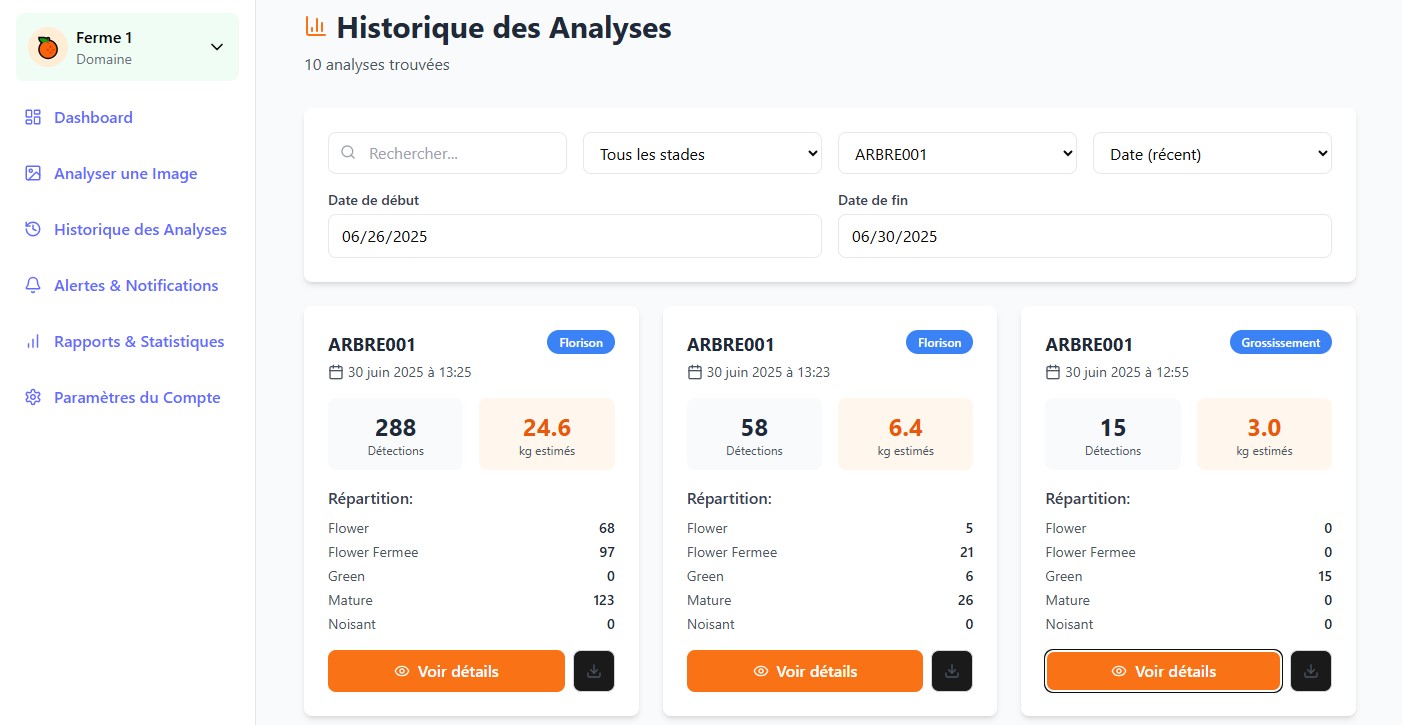 Ferme 1
Domaine
Dashboard
Analyser une Image
Historique des Analyses
Alertes & Notifications
Rapports & Statistiques
Paramètres du Compte
Historique des Analyses
10 analyses trouvées
Rechercher... Tous les stades ARBRE001 Date (récent)
Date de début Date de fin
06/26/2025 06/30/2025
ARBRE001 Florison
30 juin 2025 à 13:25
288 24.6
Détections kg estimés
Répartition:
Flower 68
Flower Fermee 97
Green 0
Mature 123
Noisant 0
Voir détails
ARBRE001 Florison
30 juin 2025 à 13:23
58 6.4
Détections kg estimés
Répartition:
Flower 5
Flower Fermee 21
Green 6
Mature 26
Noisant 0
Voir détails
ARBRE001 Grossissement
30 juin 2025 à 12:55
15 3.0
Détections kg estimés
Répartition:
Flower 0
Flower Fermee 0
Green 15
Mature 0
Noisant 0
Voir détails